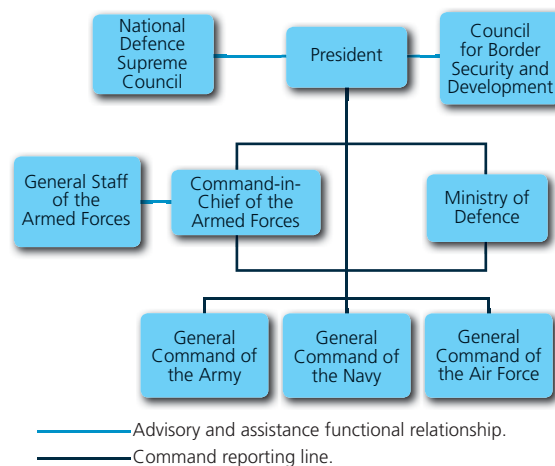 National
Defence
Supreme
Council
President
Council
for Border
Security and
Development
General Staff
of the
Armed Forces
Command-in-
Chief of the
Armed Forces
Ministry of
Defence
General
Command of
the Army
General
Command of
the Navy
General
Command of
the Air Force
Advisory and assistance functional relationship.
Command reporting line.